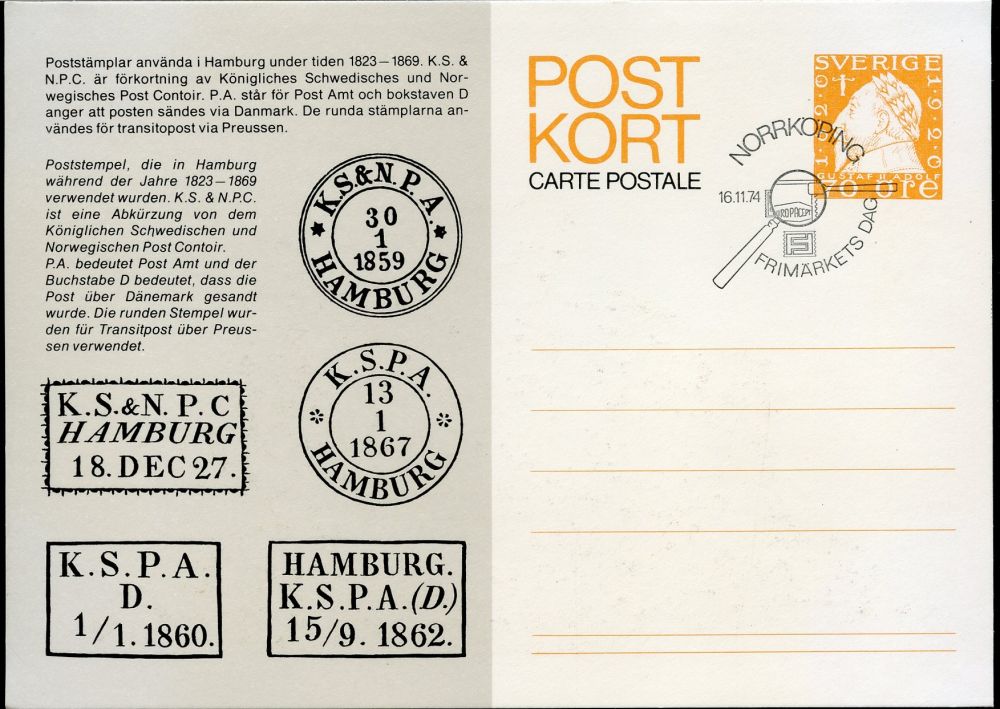 Poststämplar använda i Hamburg under tiden 1823–1869. K.S. &
N.P.C. är förkortning av Königliches Schwedisches und Nor-
wegisches Post Contoir. P.A. står för Post Amt och bokstaven D
anger att posten sändes via Danmark. De runda stämplarna an-
vändes för transitopost via Preussen.
Poststempel, die in Hamburg
während der Jahre 1823–1869
verwendet wurden. K.S. & N.P.C.
ist eine Abkürzung von dem
Königlichen Schwedischen und
Norwegischen Post Contoir.
P.A. bedeutet Post Amt und der
Buchstabe D bedeutet, dass die
Post über Dänemark gesandt
wurde. Die runden Stempel wur-
den für Transitpost über Preus-
sen verwendet.
K.S.&N.P.A.
30
1
1859
HAMBURG
K.S.P.A.
13
1
1867
HAMBURG
K.S.&N.P.C
HAMBURG
18.DEC 27.
K.S.P.A.
D.
1/1.1860.
HAMBURG.
K.S.P.A.(D.)
15/9. 1862.
POST
KORT
CARTE POSTALE
SVERIGE
1620
1920
GUSTAF II ADOLF
70 ÖRE
NORRKÖPING
16.11.74
FRIMÄRKETS DAG